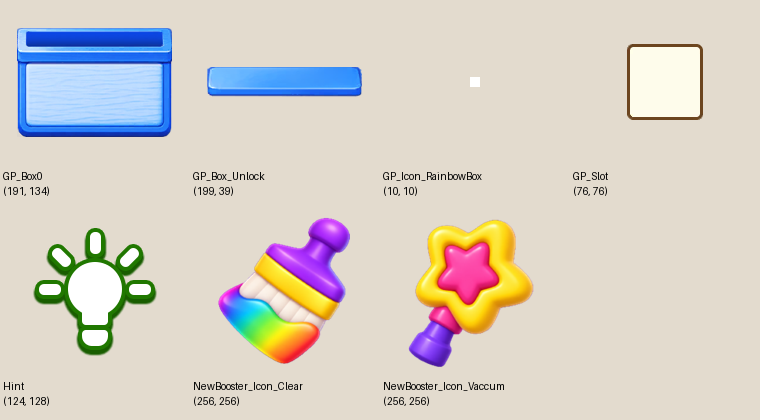 GP_Box0
(191, 134)
GP_Box_Unlock
(199, 39)
GP_Icon_RainbowBox
(10, 10)
GP_Slot
(76, 76)
Hint
(124, 128)
NewBooster_Icon_Clear
(256, 256)
NewBooster_Icon_Vaccum
(256, 256)